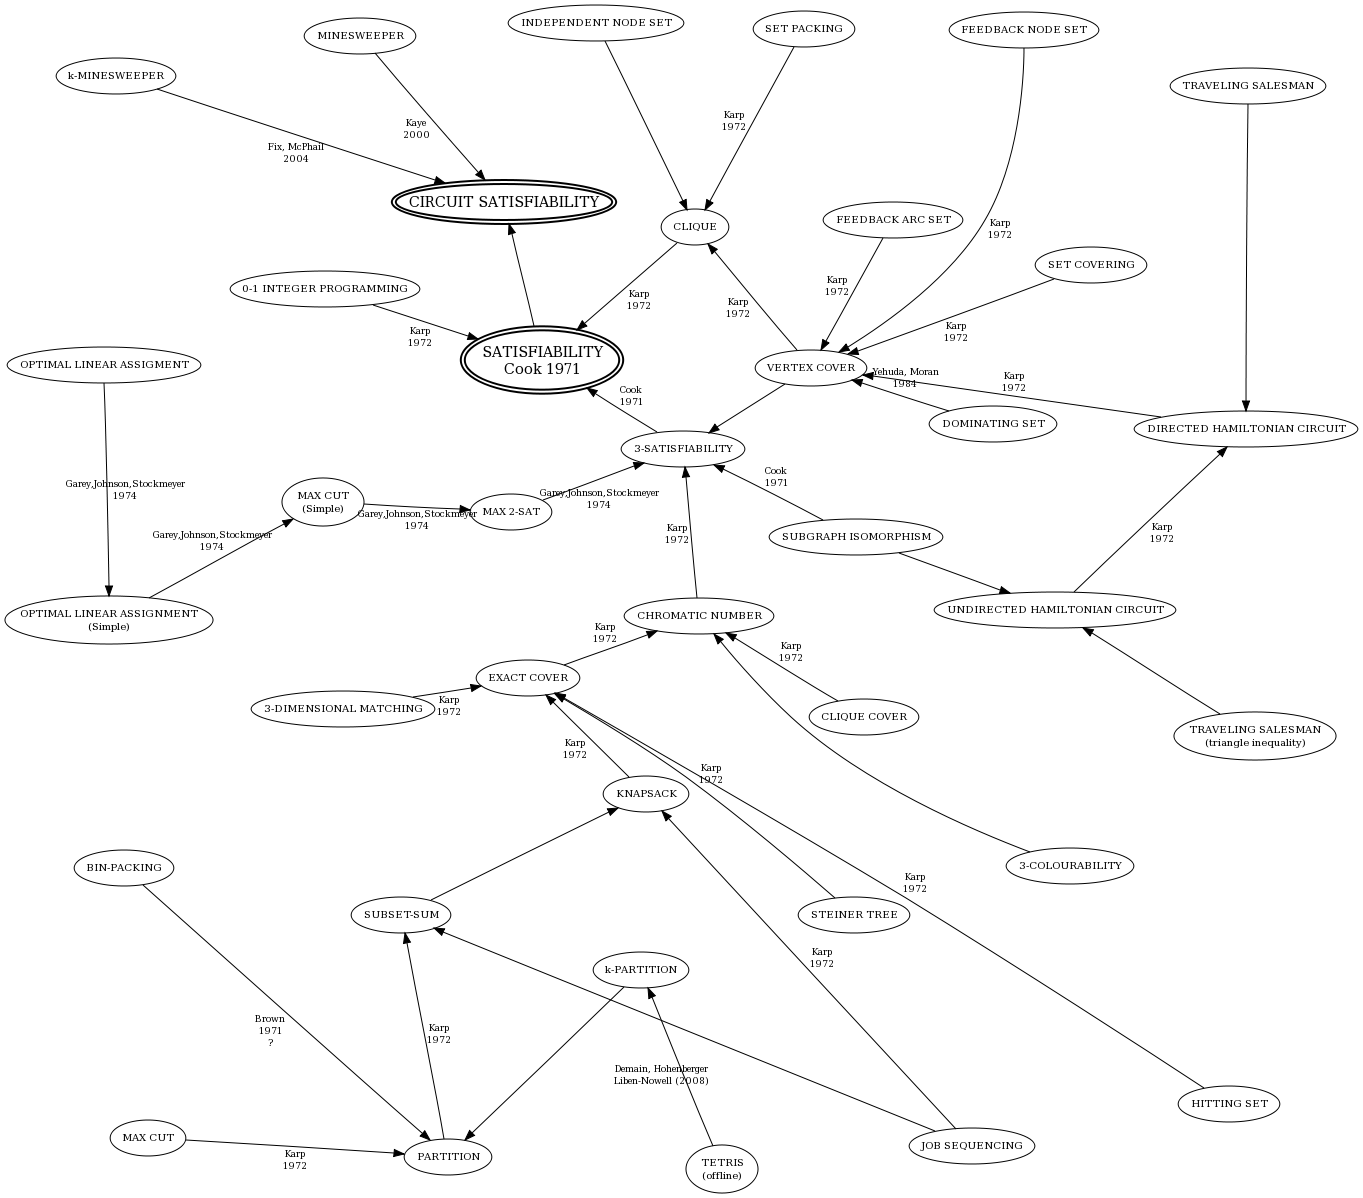 INDEPENDENT NODE SET
SET PACKING
FEEDBACK NODE SET
MINESWEEPER
k-MINESWEEPER
TRAVELING SALESMAN
Karp
1972
Kaye
2000
Fix, McPhail
2004
CIRCUIT SATISFIABILITY
CLIQUE
FEEDBACK ARC SET
Karp
1972
SET COVERING
0-1 INTEGER PROGRAMMING
Karp
1972
Karp
1972
Karp
1972
Karp
1972
Karp
1972
SATISFIABILITY
Cook 1971
OPTIMAL LINEAR ASSIGMENT
VERTEX COVER
Yehuda, Moran
1984
Karp
1972
Cook
1971
DOMINATING SET
DIRECTED HAMILTONIAN CIRCUIT
3-SATISFIABILITY
Cook
1971
Garey,Johnson,Stockmeyer
1974
MAX CUT
(Simple)
Garey,Johnson,Stockmeyer
1974
MAX 2-SAT
Garey,Johnson,Stockmeyer
1974
Garey,Johnson,Stockmeyer
1974
Karp
1972
SUBGRAPH ISOMORPHISM
Karp
1972
OPTIMAL LINEAR ASSIGNMENT
(Simple)
CHROMATIC NUMBER
UNDIRECTED HAMILTONIAN CIRCUIT
Karp
1972
Karp
1972
EXACT COVER
3-DIMENSIONAL MATCHING
Karp
1972
CLIQUE COVER
TRAVELING SALESMAN
(triangle inequality)
Karp
1972
Karp
1972
KNAPSACK
BIN-PACKING
3-COLOURABILITY
Karp
1972
SUBSET-SUM
STEINER TREE
Karp
1972
k-PARTITION
Brown
1971
?
Karp
1972
Demain, Hohenberger
Liben-Nowell (2008)
HITTING SET
MAX CUT
Karp
1972
PARTITION
TETRIS
(offline)
JOB SEQUENCING